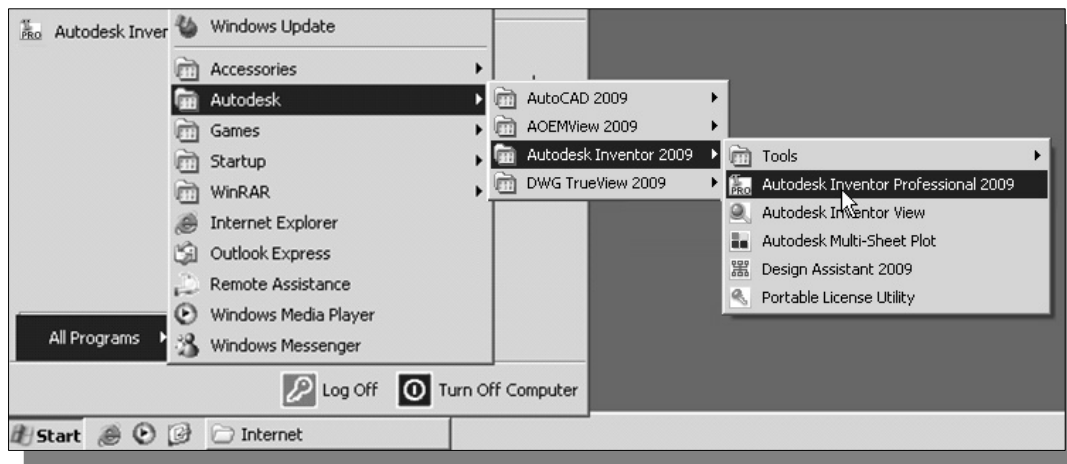 PRO Autodesk Inver
Windows Update
Accessories
Autodesk
Games
Startup
WinRAR
Internet Explorer
Outlook Express
Remote Assistance
Windows Media Player
Windows Messenger
AutoCAD 2009
AOEMView 2009
Autodesk Inventor 2009
DWG TrueView 2009
Tools
PRO Autodesk Inventor Professional 2009
Autodesk Inventor View
Autodesk Multi-Sheet Plot
Design Assistant 2009
Portable License Utility
All Programs
Log Off Turn Off Computer
Start Internet